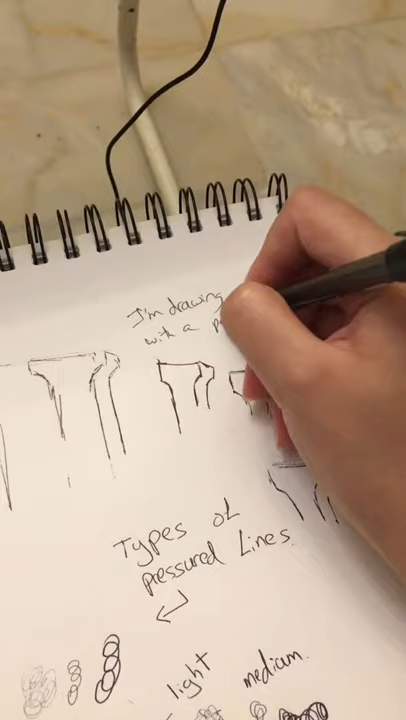 I'm drawing
with a
Types of
pressured Lines.
light
medium.